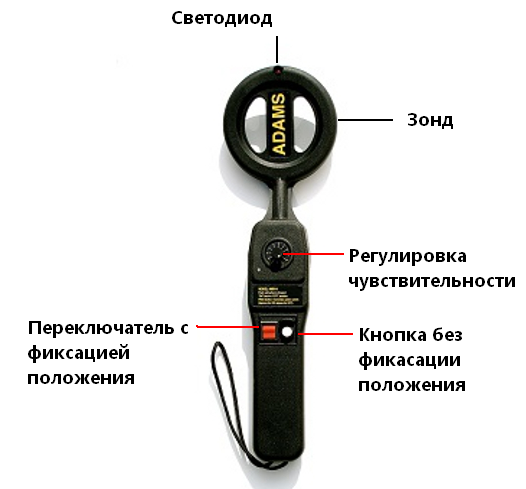 Светодиод
ADAMS
Зонд
Регулировка
чувствительности
Переключатель с
фиксацией
положения
Кнопка без
фикасации
положения